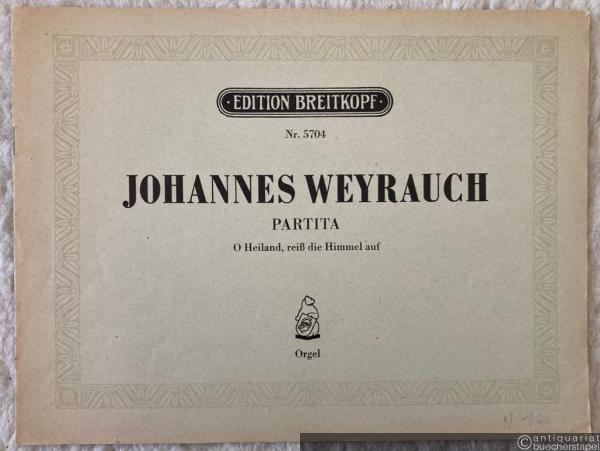 · EDITION BREITKOPF ·
Nr. 5704
JOHANNES WEYRAUCH
PARTITA
O Heiland, reiß die Himmel auf
Orgel
antiquariat
buecherstapel